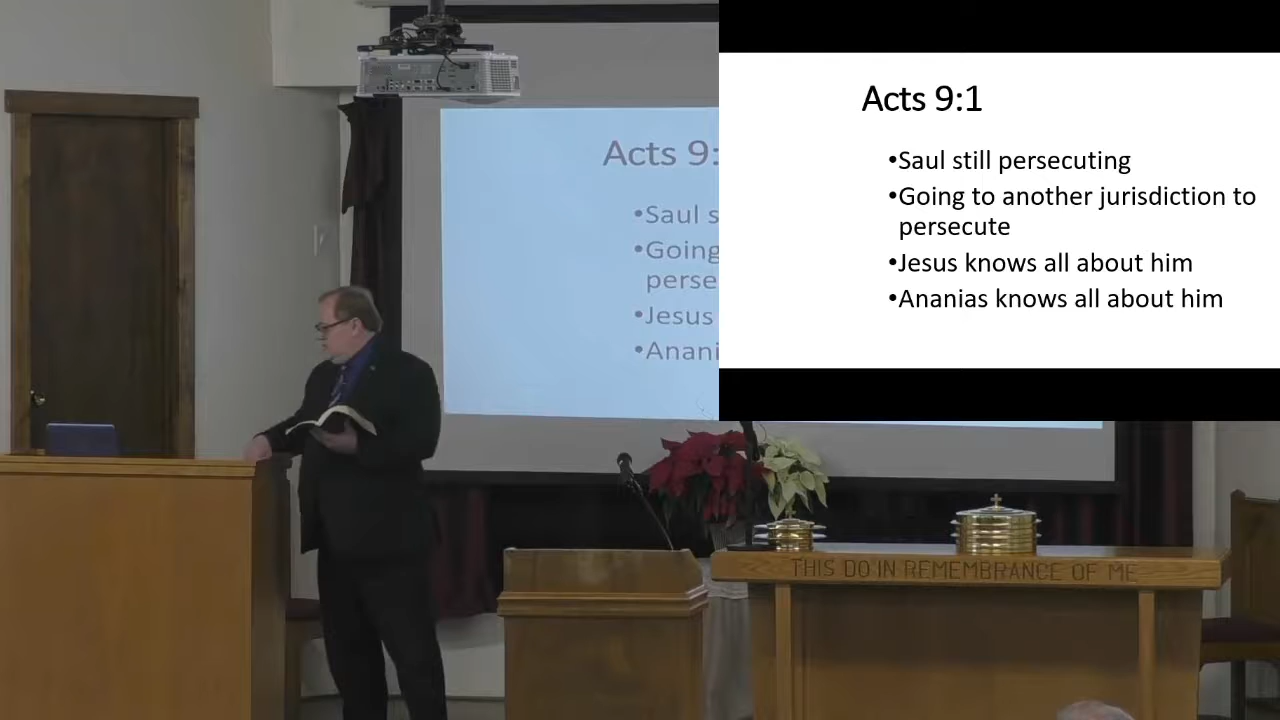 Acts 9:1
•Saul still persecuting
•Going to another jurisdiction to
persecute
•Jesus knows all about him
•Ananias knows all about him
Acts 9:
•Saul s
•Going
perse
•Jesus
•Anani
THIS DO IN REMEMBRANCE OF ME